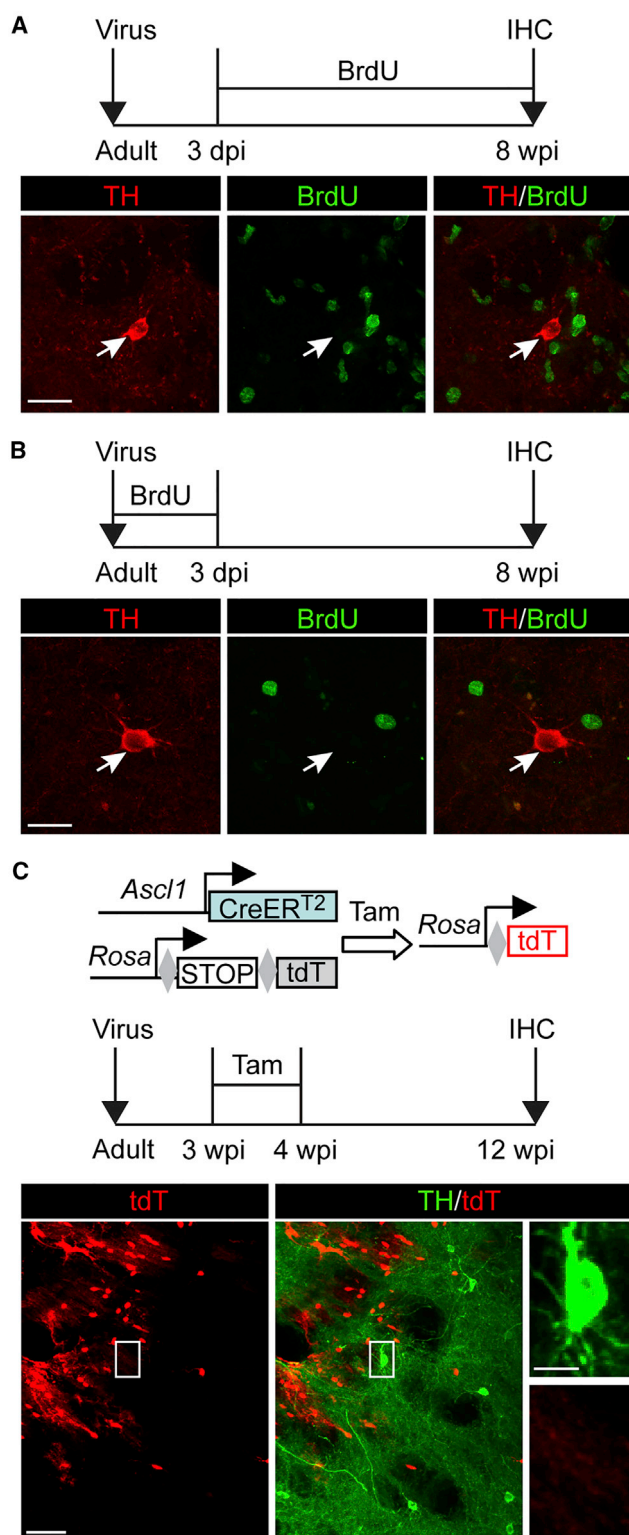 A
Virus IHC
BrdU
Adult 3 dpi 8 wpi
TH BrdU TH/BrdU
B
Virus IHC
BrdU
Adult 3 dpi 8 wpi
TH BrdU TH/BrdU
C
Ascl1 CreERT2 Tam Rosa tdT
Rosa STOP tdT
Virus IHC
Tam
Adult 3 wpi 4 wpi 12 wpi
tdT TH/tdT